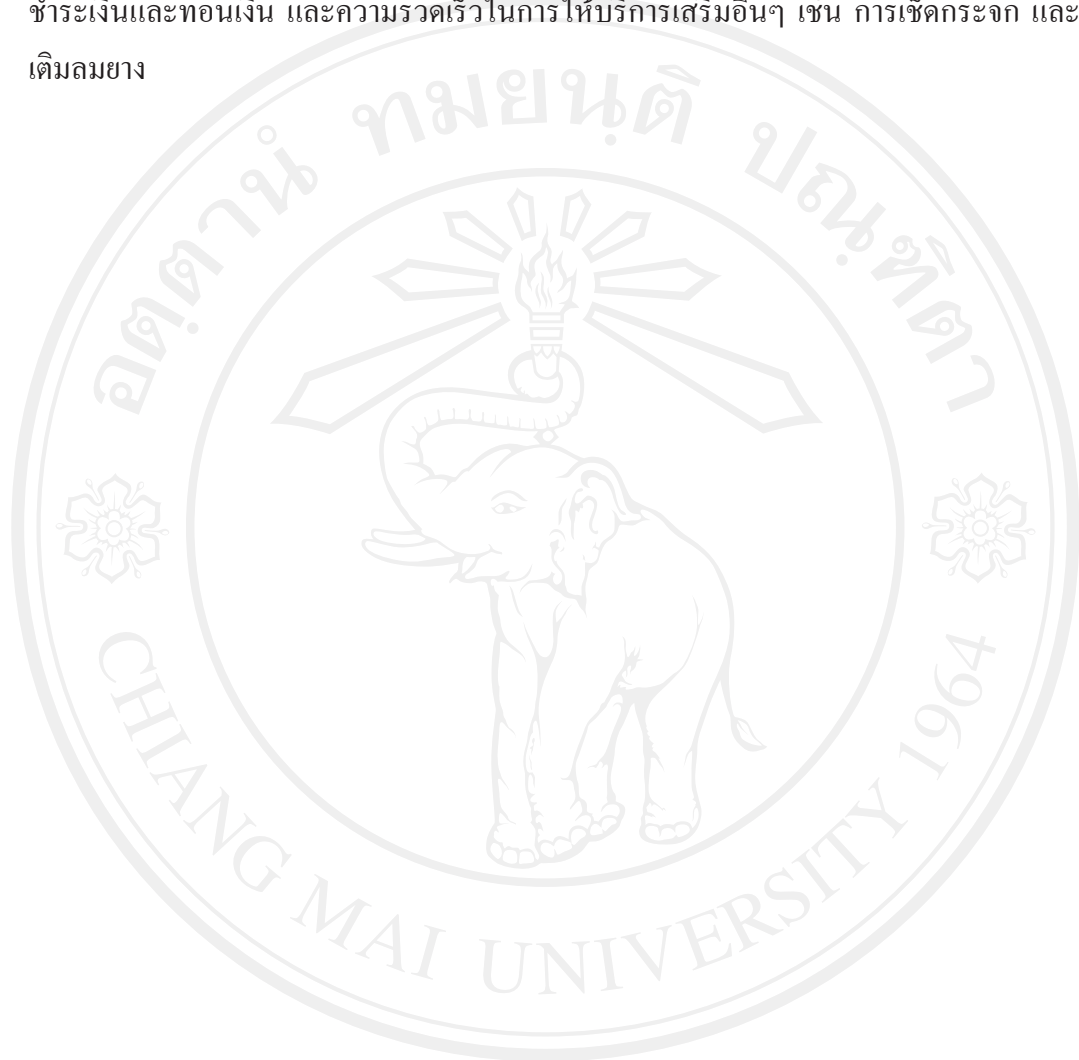 ชำระเงินและทอนเงิน และความรวดเร็วในการให้บริการเสริมอื่นๆ เช่น การเช็ดกระจก และ
เติมลมยาง
อตฺตานํ ทมยนฺติ ปณฺฑิตา
CHIANG MAI UNIVERSITY 1964